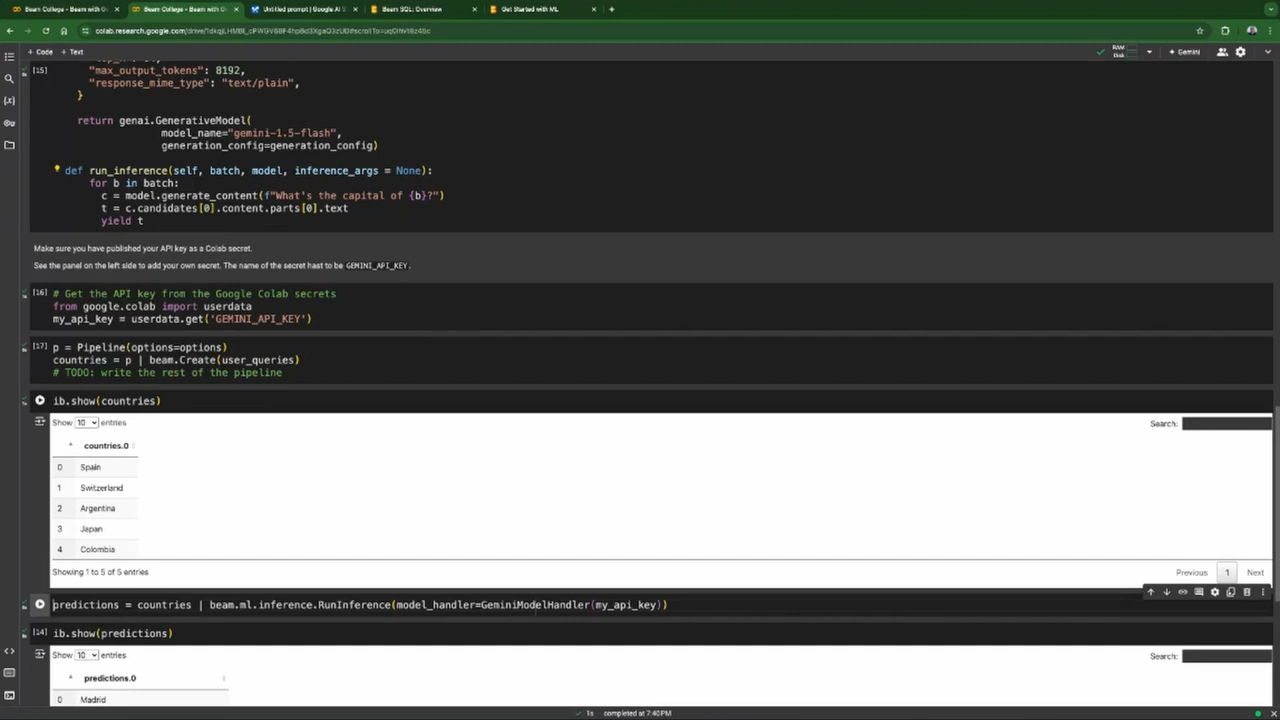 Beam College - Beam with G
Beam College - Beam with G
Untitled prompt | Google AI S
Beam SQL: Overview
Get Started with ML
+ Code + Text
RAM
Disk
Gemini
[15]
"max_output_tokens": 8192,
"response_mime_type": "text/plain",
}
return genai.GenerativeModel(
model_name="gemini-1.5-flash",
generation_config=generation_config)
def run_inference(self, batch, model, inference_args = None):
for b in batch:
c = model.generate_content(f"What's the capital of {b}?")
t = c.candidates[0].content.parts[0].text
yield t
Make sure you have published your API key as a Colab secret.
See the panel on the left side to add your own secret. The name of the secret hast to be GEMINI_API_KEY.
[16] # Get the API key from the Google Colab secrets
from google.colab import userdata
my_api_key = userdata.get('GEMINI_API_KEY')
[17] p = Pipeline(options=options)
countries = p | beam.Create(user_queries)
# TODO: write the rest of the pipeline
ib.show(countries)
Show 10 entries
Search:
countries.0
0 Spain
1 Switzerland
2 Argentina
3 Japan
4 Colombia
Showing 1 to 5 of 5 entries
Previous 1 Next
predictions = countries | beam.ml.inference.RunInference(model_handler=GeminiModelHandler(my_api_key))
[14] ib.show(predictions)
Show 10 entries
Search:
predictions.0
0 Madrid
1s completed at 7:40PM